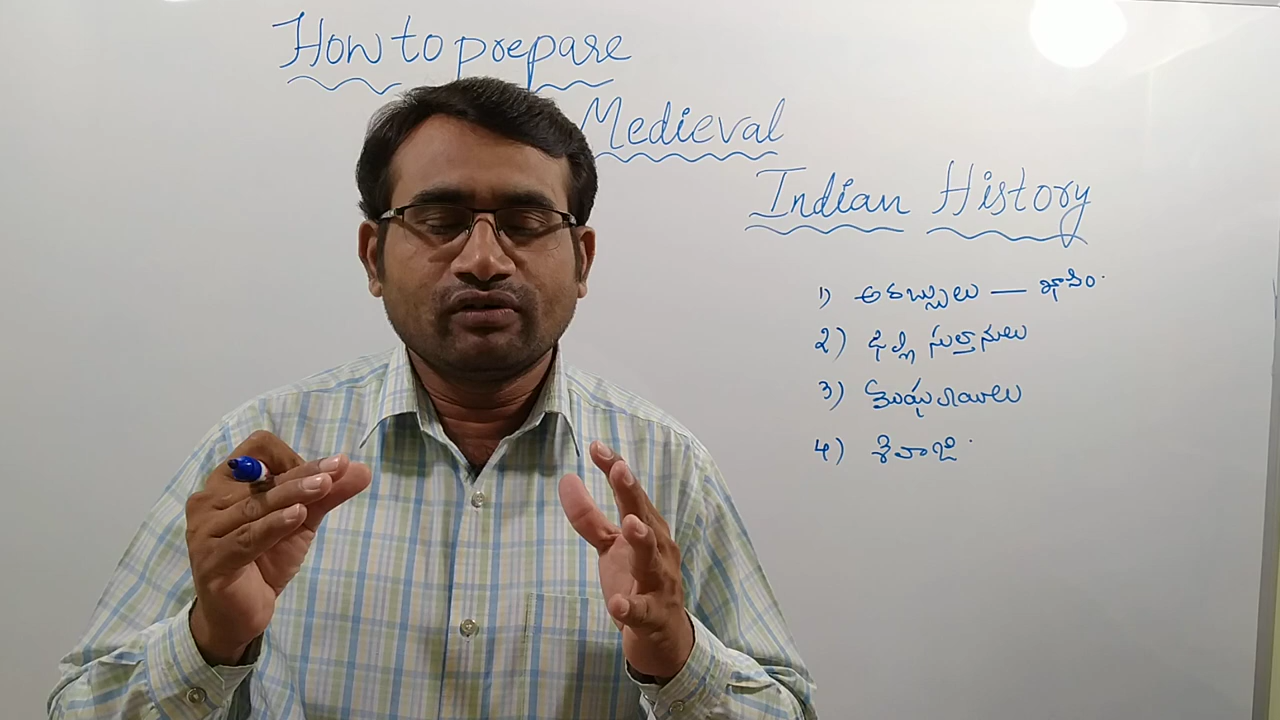 How to prepare
Medieval
Indian History
1) అరబ్బులు — ఖాసిం
2) ఢిల్లీ సుల్తానులు
3) మొఘలాయిలు
4) శివాజి